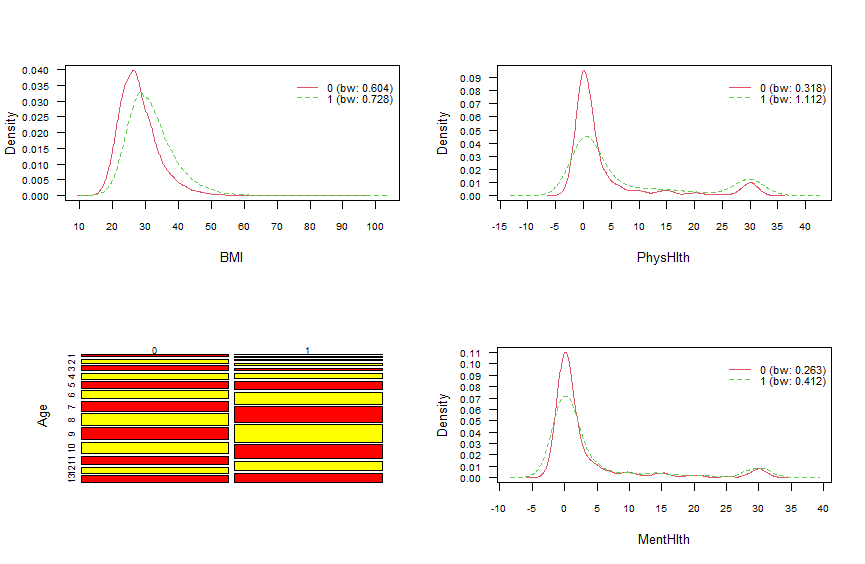 0.040
0.035
0.030
0.025
0.020
0.015
0.010
0.005
0.000
Density
0 (bw: 0.604)
1 (bw: 0.728)
10 20 30 40 50 60 70 80 90 100
BMI
0.09
0.08
0.07
0.06
0.05
0.04
0.03
0.02
0.01
0.00
Density
0 (bw: 0.318)
1 (bw: 1.112)
-15 -10 -5 0 5 10 15 20 25 30 35 40
PhysHlth
0 1
1
2
3
4
5
6
7
8
9
10
11
12
13
Age
0.11
0.10
0.09
0.08
0.07
0.06
0.05
0.04
0.03
0.02
0.01
0.00
Density
0 (bw: 0.263)
1 (bw: 0.412)
-10 -5 0 5 10 15 20 25 30 35 40
MentHlth